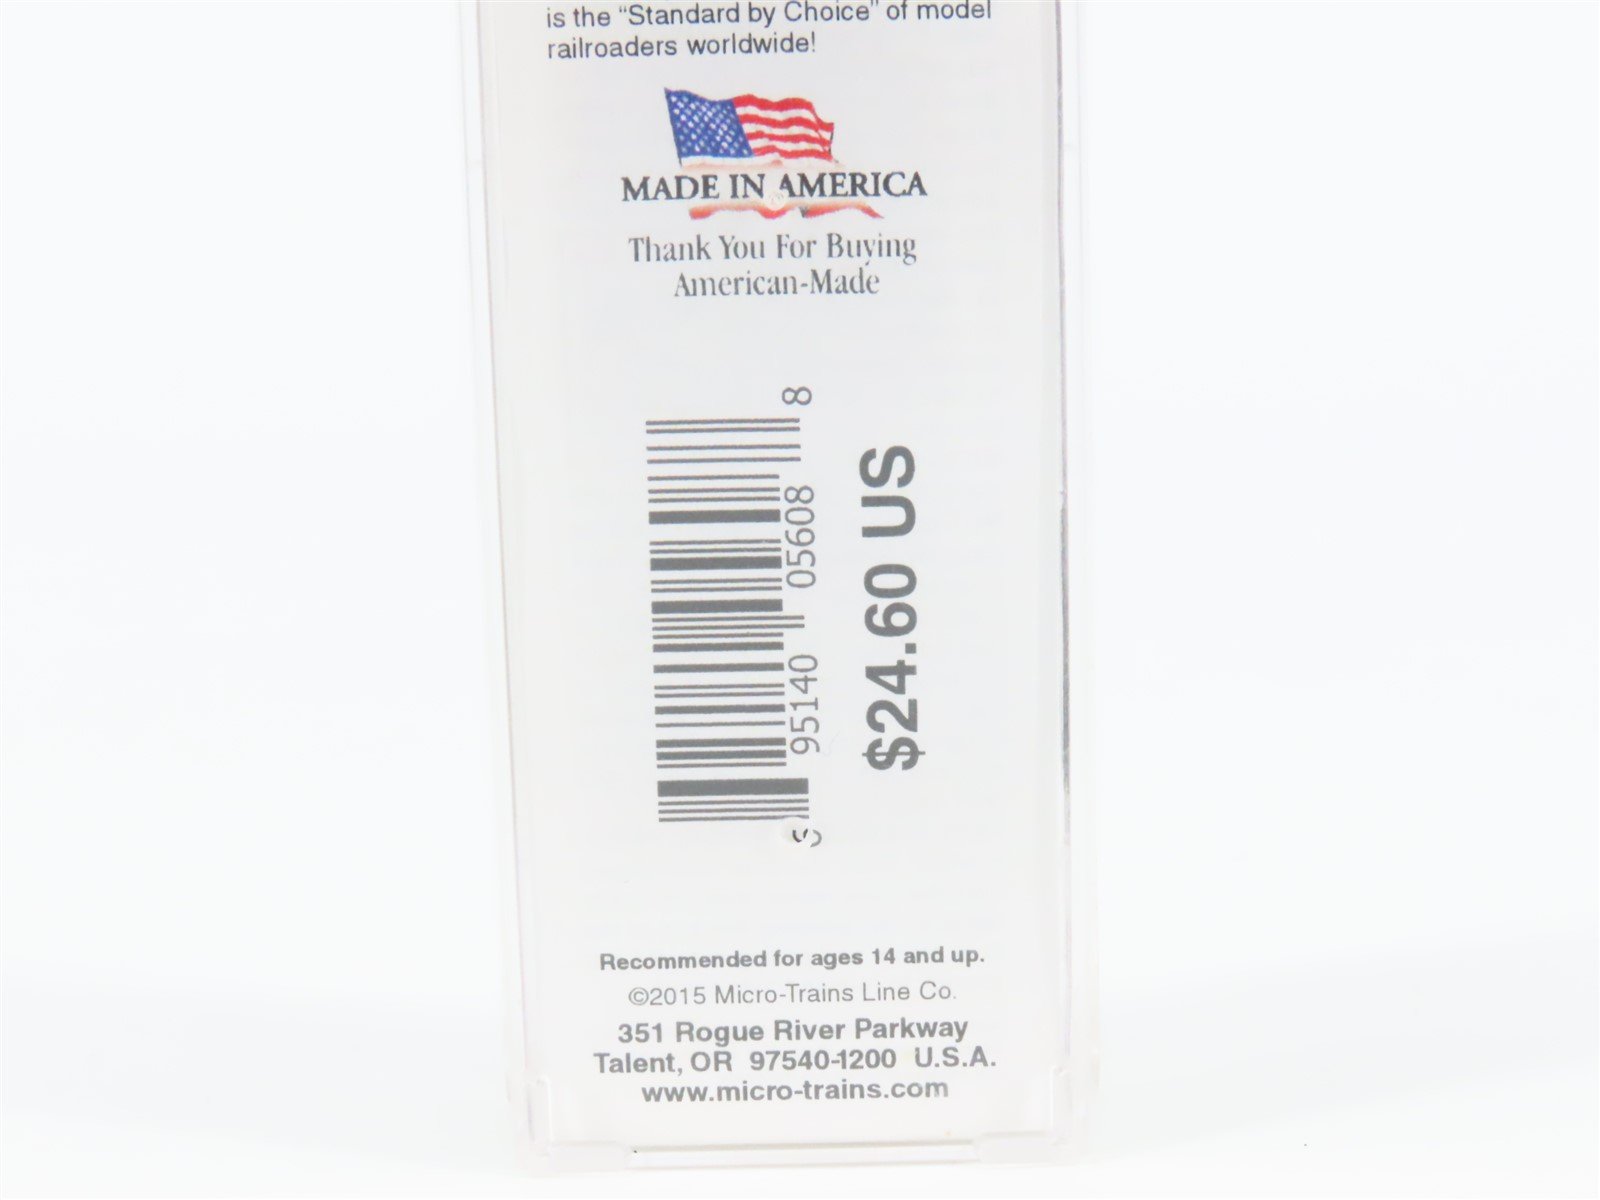 is the “Standard by Choice” of model
railroaders worldwide!
MADE IN AMERICA
Thank You For Buying
American-Made
95140 05608 8
$24.60 US
Recommended for ages 14 and up.
©2015 Micro-Trains Line Co.
351 Rogue River Parkway
Talent, OR 97540-1200 U.S.A.
www.micro-trains.com